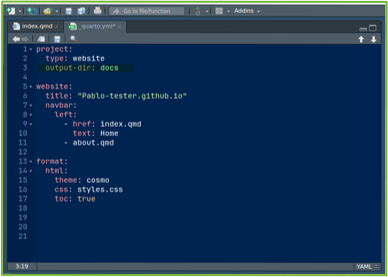 Go to file/function
Addins
index.qmd
_quarto.yml*
1 project:
2 type: website
3 output-dir: docs
4
5 website:
6 title: "Pablo-tester.github.io"
7 navbar:
8 left:
9 - href: index.qmd
10 text: Home
11 - about.qmd
12
13 format:
14 html:
15 theme: cosmo
16 css: styles.css
17 toc: true
18
19
20
21
3:19
YAML